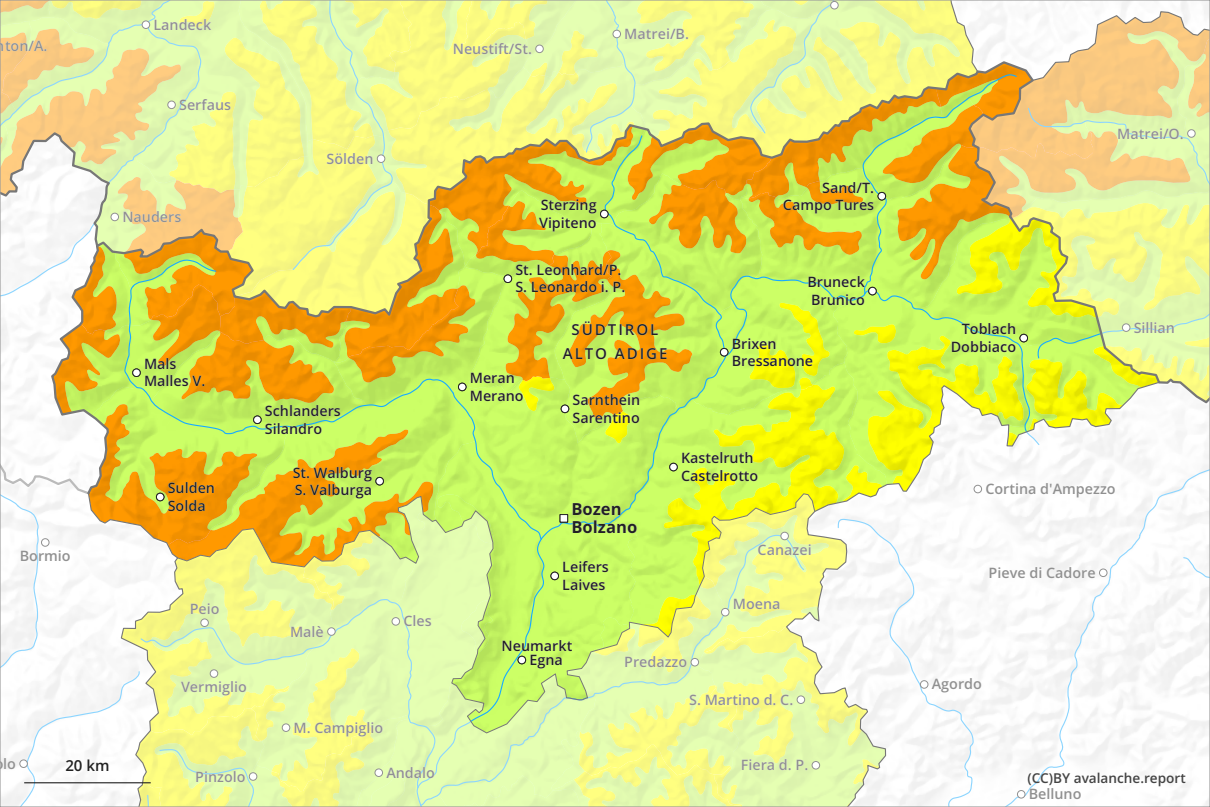 Landeck
Matrei/B.
nton/A.
Neustift/St.
Serfaus
Matrei/O.
Sölden
Sand/T.
Campo Tures
Nauders
Sterzing
Vipiteno
St. Leonhard/P.
S. Leonardo i. P.
Bruneck
Brunico
SÜDTIROL
ALTO ADIGE
Toblach
Dobbiaco
Sillian
Brixen
Bressanone
Mals
Malles V.
Meran
Merano
Schlanders
Silandro
Sarnthein
Sarentino
Kastelruth
Castelrotto
St. Walburg
S. Valburga
Sulden
Solda
Cortina d'Ampezzo
Bozen
Bolzano
Bormio
Canazei
Leifers
Laives
Pieve di Cadore
Peio
Moena
Malè
Cles
Neumarkt
Egna
Predazzo
Vermiglio
Agordo
S. Martino d. C.
M. Campiglio
olo
20 km
Pinzolo
Andalo
Fiera d. P.
(CC)BY avalanche.report
Belluno